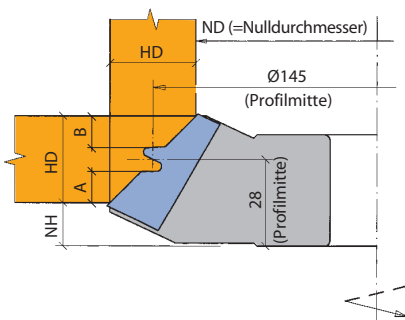 ND (=Nulldurchmesser)
HD
Ø145
(Profilmitte)
B
HD
A
28
(Profilmitte)
NH